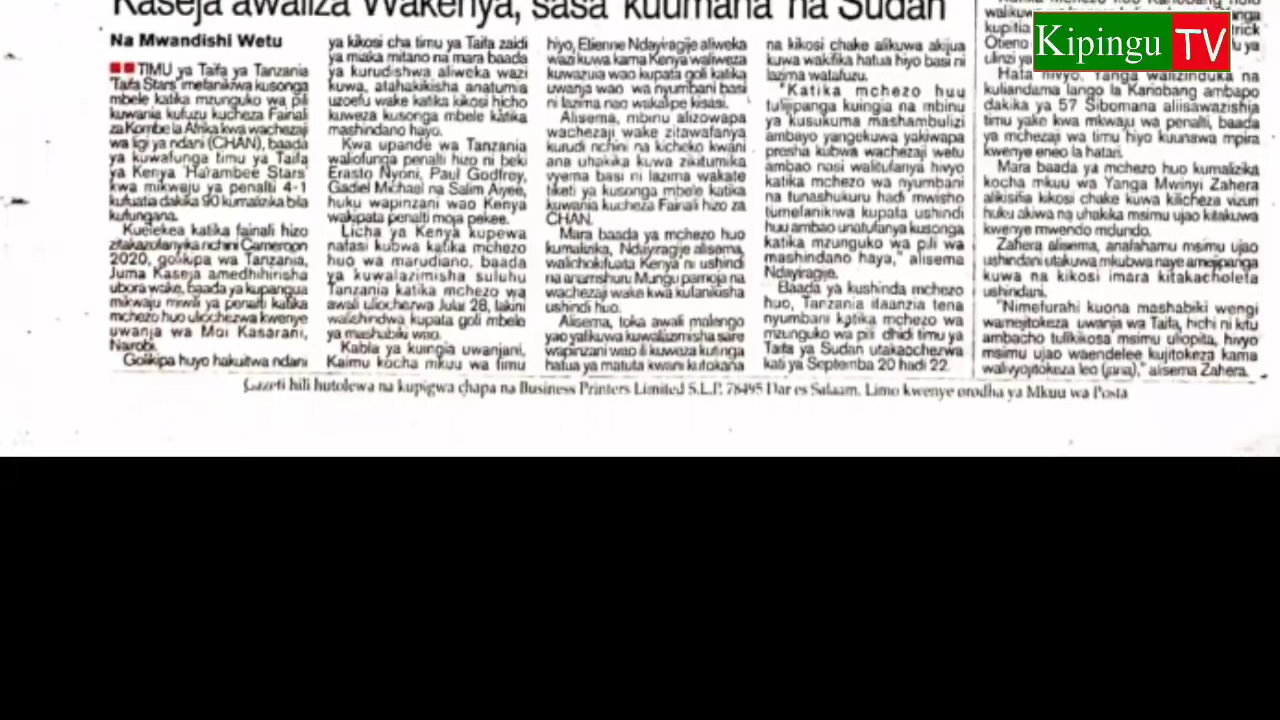 Kaseja awaliza Wakenya, sasa kuumana na Sudan
Na Mwandishi Wetu
TIMU ya Taifa ya Tanzania
'Taifa Stars' imefanikiwa kusonga
mbele katika mzunguko wa pili
kuwania kufuzu kucheza Fainali
za Kombe la Afrika kwa wachezaji
wa ligi ya ndani (CHAN), baada
ya kuwafunga timu ya Taifa
ya Kenya 'Harambee Stars'
kwa mikwaju ya penalti 4-1
kufuatia dakika 90 kumalizika bila
kufungana.
Kuelekea katika fainali hizo
zitakazofanyika nchini Cameroon
2020, golikipa wa Tanzania,
Juma Kaseja amedhihirisha
ubora wake, baada ya kupangua
mikwaju miwili ya penalti katika
mchezo huo uliochezwa kwenye
uwanja wa Moi Kasarani,
Nairobi.
Golikipa huyo hakuitwa ndani
ya kikosi cha timu ya Taifa zaidi
ya miaka mitano na mara baada
ya kurudishwa aliweka wazi
kuwa, atahakikisha anatumia
uzoefu wake katika kikosi hicho
kuweza kusonga mbele katika
mashindano hayo.
Kwa upande wa Tanzania
waliofunga penalti hizo ni beki
Erasto Nyoni, Paul Godfrey,
Gadiel Michael na Salim Aiyee,
huku wapinzani wao Kenya
wakipata penalti moja pekee.
Licha ya Kenya kupewa
nafasi kubwa katika mchezo
huo wa marudiano, baada
ya kuwalazimisha suluhu
Tanzania katika mchezo wa
awali uliochezwa Julai 28, lakini
walishindwa kupata goli mbele
ya mashabiki wao.
Kabla ya kuingia uwanjani,
Kaimu kocha mkuu wa timu
hiyo, Etienne Ndayiragije aliweka
wazi kuwa kama Kenya waliweza
kuwazuia wao kupata goli katika
uwanja wao wa nyumbani basi
ni lazima nao wakalipe kisasi.
Alisema, mbinu alizowapa
wachezaji wake zitawafanya
kurudi nchini na kicheko kwani
ana uhakika kuwa zikitumika
vyema basi ni lazima wakate
tiketi ya kusonga mbele katika
kuwania kucheza Fainali hizo za
CHAN.
Mara baada ya mchezo huo
kumalizika, Ndayiragije alisema,
walichokifuata Kenya ni ushindi
na anamshuru Mungu pamoja na
wachezaji wake kwa kufanikisha
ushindi huo.
Alisema, toka awali malengo
yao yalikuwa kuwalazimisha sare
wapinzani wao ili kuweza kutinga
hatua ya matuta kwani kutokana
na kikosi chake alikuwa akijua
kuwa wakifika hatua hiyo basi ni
lazima watafuzu.
"Katika mchezo huu
tulijipanga kuingia na mbinu
ya kusukuma mashambulizi
ambayo yangekuwa yakiwapa
presha kubwa wachezaji wetu
ambao nasi walitufanya hivyo
katika mchezo wa nyumbani
na tunashukuru hadi mwisho
tumefanikiwa kupata ushindi
huu ambao unatufanya kusonga
katika mzunguko wa pili wa
mashindano haya," alisema
Ndayiragije.
Baada ya kushinda mchezo
huo, Tanzania itaanzia tena
nyumbani katika mchezo wa
mzunguko wa pili dhidi timu ya
Taifa ya Sudan utakaochezwa
kati ya Septemba 20 hadi 22.
kupitia
Otieno
ulinzi ya
Hata hivyo, Yanga walizinduka na
kuliandama lango la Kariobang ambapo
dakika ya 57 Sibomana aliisawazishia
timu yake kwa mkwaju wa penalti, baada
ya mchezaji wa timu hiyo kuunawa mpira
kwenye eneo la hatari.
Mara baada ya mchezo huo kumalizika
kocha mkuu wa Yanga Mwinyi Zahera
alikisifia kikosi chake kuwa kilicheza vizuri
huku akiwa na uhakika msimu ujao kitakuwa
kwenye mwendo mdundo.
Zahera alisema, anafahamu msimu ujao
ushindani utakuwa mkubwa naye amejipanga
kuwa na kikosi imara kitakacholeta
ushindani.
"Nimefurahi kuona mashabiki wengi
wamejitokeza uwanja wa Taifa, hichi ni kitu
ambacho tulikikosa msimu uliopita, hivyo
msimu ujao waendelee kujitokeza kama
walivyojitokeza leo (jana)," alisema Zahera.
Gazeti hili hutolewa na kupigwa chapa na Business Printers Limited S.L.P. 78495 Dar es Salaam. Limo kwenye orodha ya Mkuu wa Posta
Kipingu TV